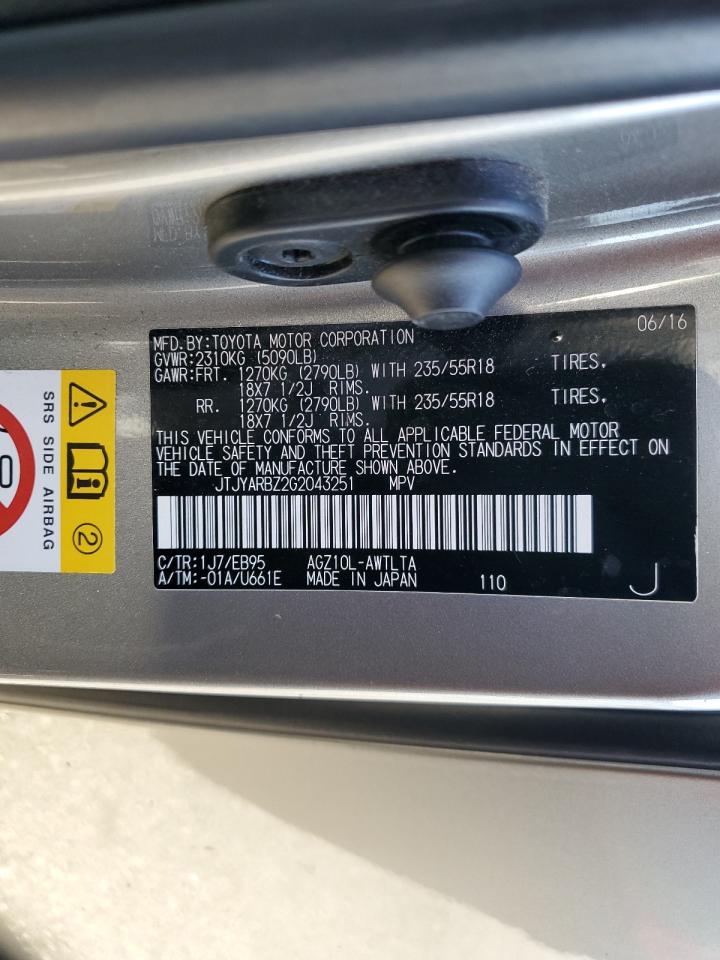 06/16
MFD. BY:TOYOTA MOTOR CORPORATION
GVWR:2310KG (5090LB)
GAWR:FRT. 1270KG (2790LB) WITH 235/55R18 TIRES,
18X7 1/2J RIMS.
RR. 1270KG (2790LB) WITH 235/55R18 TIRES,
18X7 1/2J RIMS.
THIS VEHICLE CONFORMS TO ALL APPLICABLE FEDERAL MOTOR
VEHICLE SAFETY AND THEFT PREVENTION STANDARDS IN EFFECT ON
THE DATE OF MANUFACTURE SHOWN ABOVE.
JTJYARBZ2G2043251 MPV
C/TR:1J7/EB95 AGZ10L-AWTLTA
A/TM:-01A/U661E MADE IN JAPAN 110 J
SRS SIDE AIRBAG
2